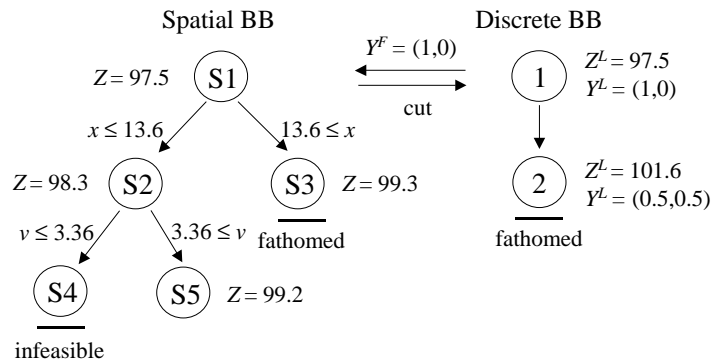 Spatial BB
Discrete BB
Y^F = (1,0)
cut
Z = 97.5
S1
1
Z^L = 97.5
Y^L = (1,0)
x ≤ 13.6
13.6 ≤ x
Z = 98.3
S2
S3
Z = 99.3
fathomed
2
Z^L = 101.6
Y^L = (0.5,0.5)
fathomed
v ≤ 3.36
3.36 ≤ v
S4
S5
Z = 99.2
infeasible